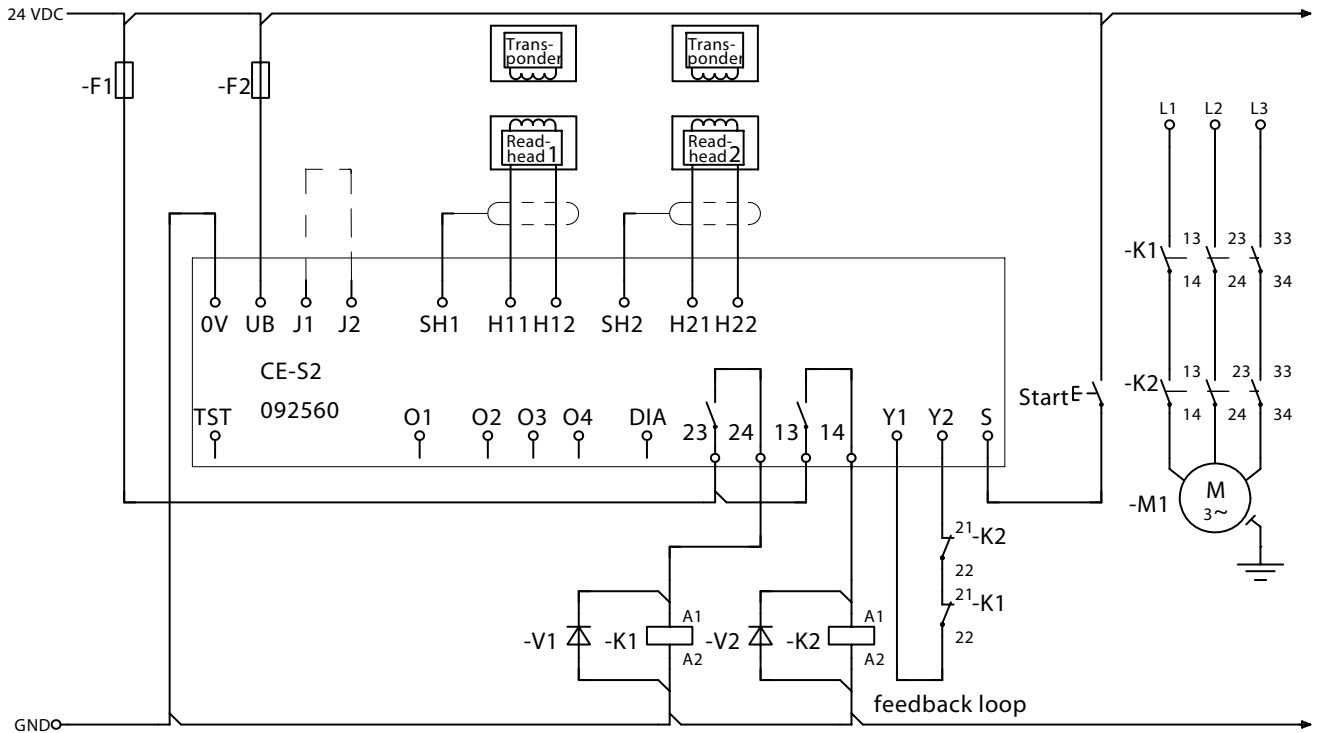 24 VDC
Trans-
ponder
Trans-
ponder
-F1
-F2
L1 L2 L3
Read-
head 1
Read-
head 2
-K1
13 23 33
14 24 34
0V UB J1 J2 SH1 H11 H12 SH2 H21 H22
CE-S2
092560
-K2
13 23 33
14 24 34
Start
TST O1 O2 O3 O4 DIA 23 24 13 14 Y1 Y2 S
-M1
M
3~
21 -K2
22
21 -K1
22
-V1 -K1 A1
A2
-V2 -K2 A1
A2
feedback loop
GND